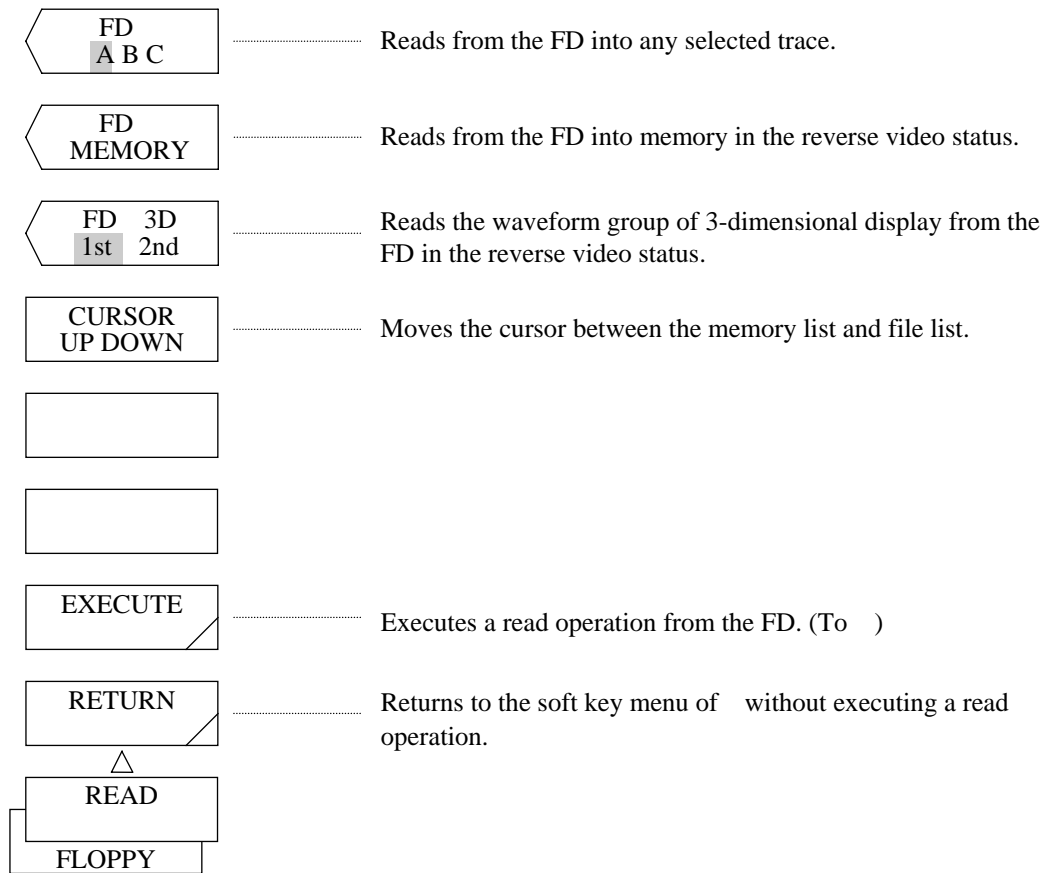 FD
A B C
Reads from the FD into any selected trace.
FD
MEMORY
Reads from the FD into memory in the reverse video status.
FD 3D
1st 2nd
Reads the waveform group of 3-dimensional display from the
FD in the reverse video status.
CURSOR
UP DOWN
Moves the cursor between the memory list and file list.
EXECUTE
Executes a read operation from the FD. (To )
RETURN
Returns to the soft key menu of without executing a read
operation.
READ
FLOPPY